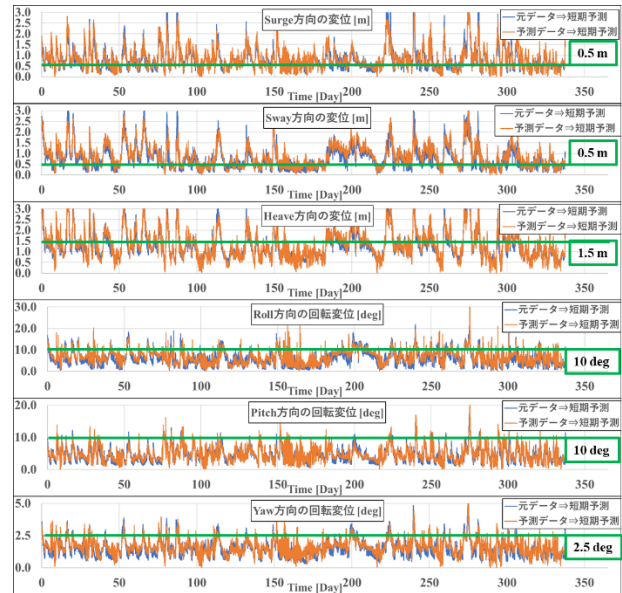 Surge方向の変位 [m]
元データ⇒短期予測
予測データ⇒短期予測
0.5 m
3.0
2.5
2.0
1.5
1.0
0.5
0.0
0 50 100 150 200 250 300 350
Time [Day]
Sway方向の変位 [m]
元データ⇒短期予測
予測データ⇒短期予測
0.5 m
3.0
2.5
2.0
1.5
1.0
0.5
0.0
0 50 100 150 200 250 300 350
Time [Day]
Heave方向の変位 [m]
元データ⇒短期予測
予測データ⇒短期予測
1.5 m
3.0
2.5
2.0
1.5
1.0
0.5
0.0
0 50 100 150 200 250 300 350
Time [Day]
Roll方向の回転変位 [deg]
元データ⇒短期予測
予測データ⇒短期予測
10 deg
30.0
20.0
10.0
0.0
0 50 100 150 200 250 300 350
Time [Day]
Pitch方向の回転変位 [deg]
元データ⇒短期予測
予測データ⇒短期予測
10 deg
20.0
10.0
0.0
0 50 100 150 200 250 300 350
Time [Day]
Yaw方向の回転変位 [deg]
元データ⇒短期予測
予測データ⇒短期予測
2.5 deg
5.0
2.5
0.0
0 50 100 150 200 250 300 350
Time [Day]